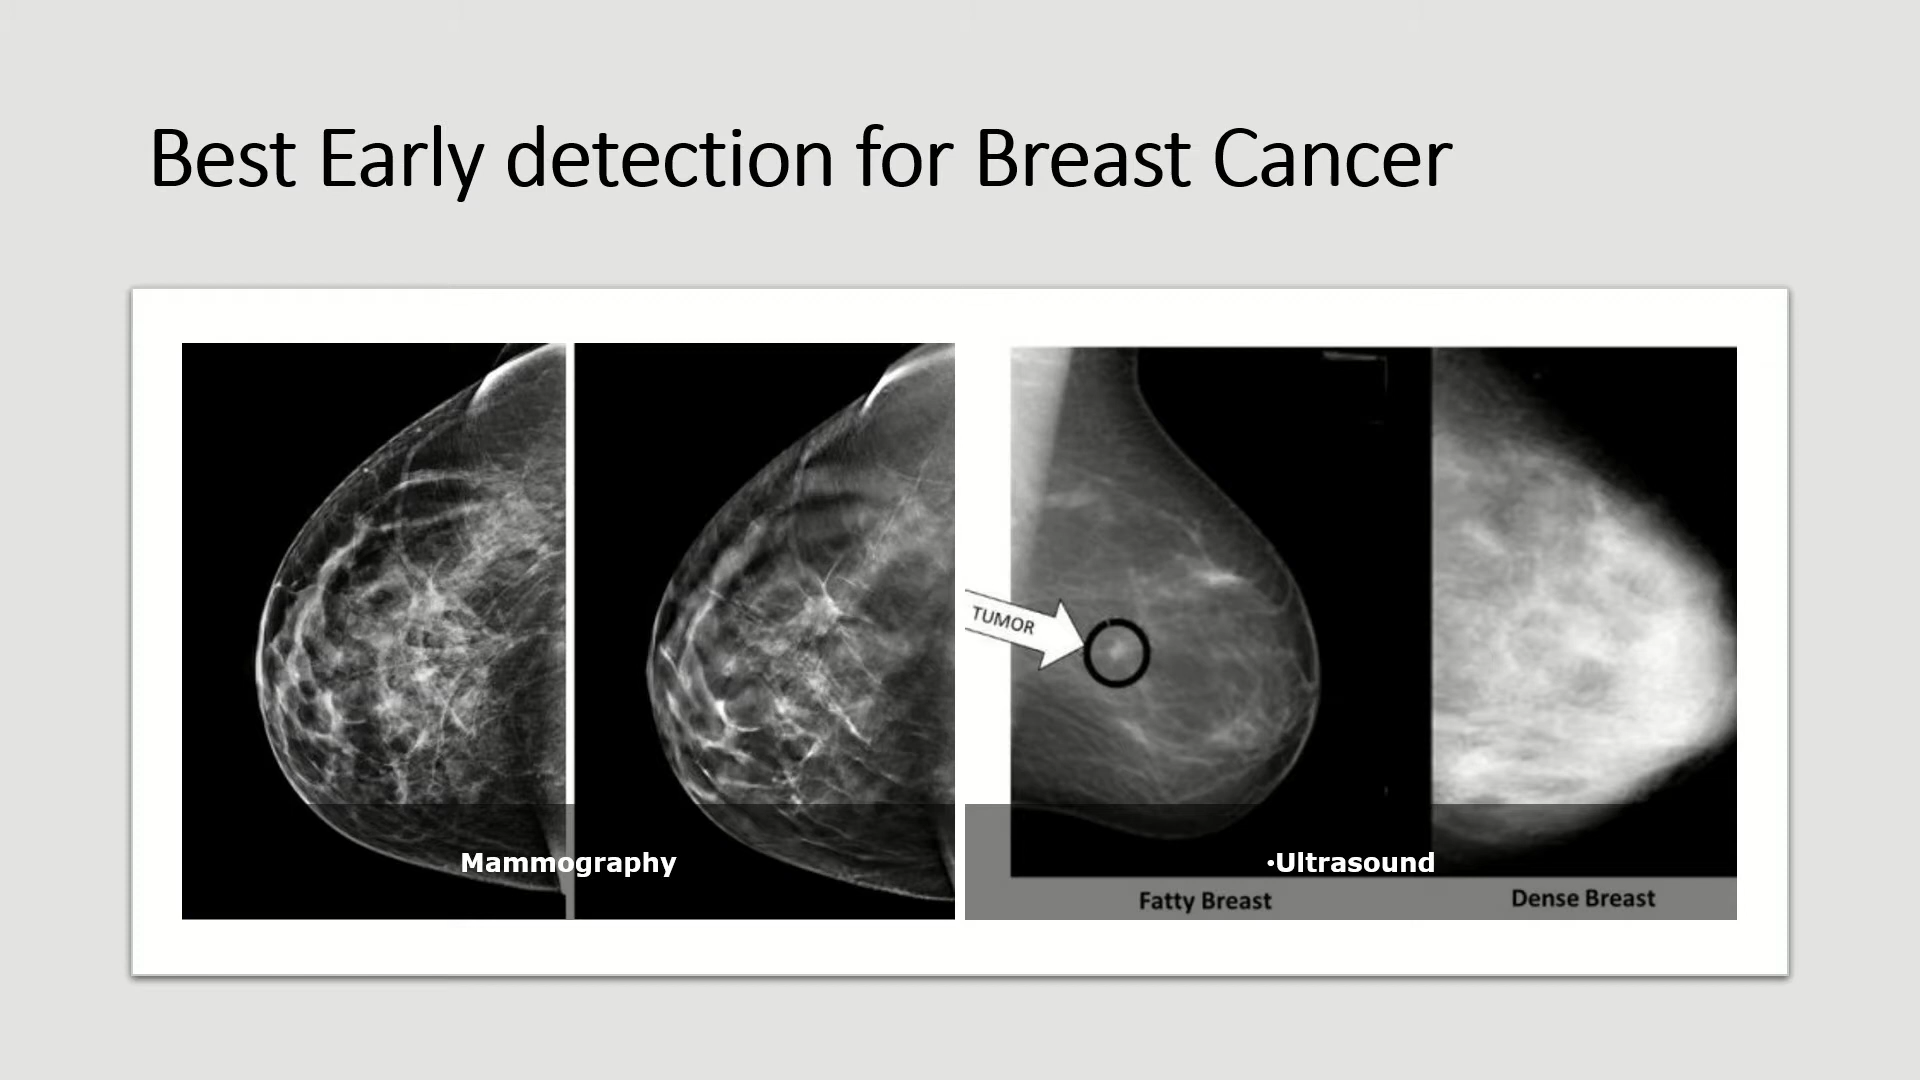 Best Early detection for Breast Cancer
TUMOR
Mammography
•Ultrasound
Fatty Breast
Dense Breast